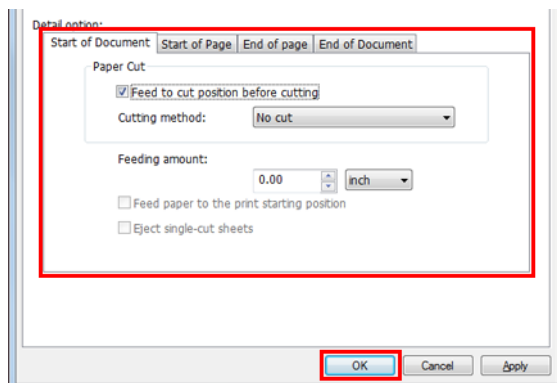 Detail option:
Start of Document Start of Page End of page End of Document
Paper Cut
Feed to cut position before cutting
Cutting method: No cut
Feeding amount:
0.00 inch
Feed paper to the print starting position
Eject single-cut sheets
OK Cancel Apply